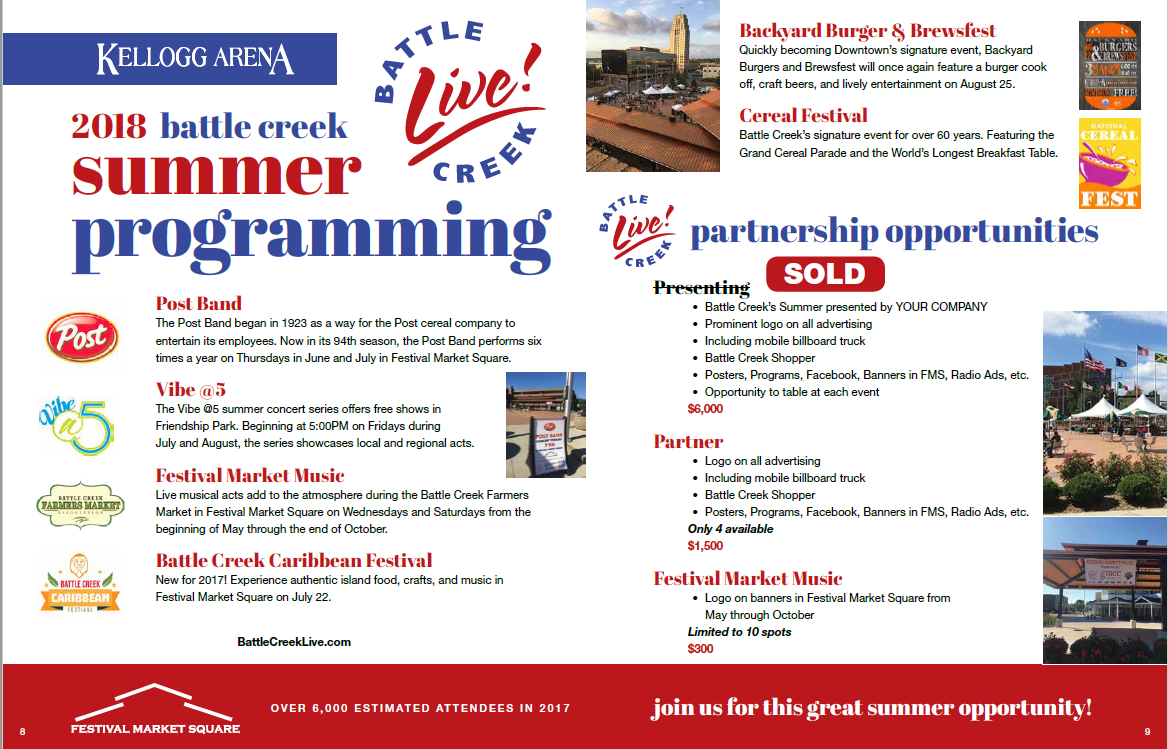 KELLOGG ARENA
BATTLE
Live!
CREEK
2018 battle creek
summer
programming
Post
Post Band
The Post Band began in 1923 as a way for the Post cereal company to
entertain its employees. Now in its 94th season, the Post Band performs six
times a year on Thursdays in June and July in Festival Market Square.
Vibe @5
Vibe @5
The Vibe @5 summer concert series offers free shows in
Friendship Park. Beginning at 5:00PM on Fridays during
July and August, the series showcases local and regional acts.
POST BAND
BATTLE CREEK
FARMERS MARKET
ASSOCIATION
Festival Market Music
Live musical acts add to the atmosphere during the Battle Creek Farmers
Market in Festival Market Square on Wednesdays and Saturdays from the
beginning of May through the end of October.
BATTLE CREEK
CARIBBEAN
FESTIVAL
Battle Creek Caribbean Festival
New for 2017! Experience authentic island food, crafts, and music in
Festival Market Square on July 22.
BattleCreekLive.com
FESTIVAL MARKET SQUARE
OVER 6,000 ESTIMATED ATTENDEES IN 2017
8
Backyard Burger & Brewsfest
Quickly becoming Downtown's signature event, Backyard
Burgers and Brewsfest will once again feature a burger cook
off, craft beers, and lively entertainment on August 25.
BACKYARD
BURGERS
& BREWSFEST
3 BANDS
FREE!
Cereal Festival
Battle Creek's signature event for over 60 years. Featuring the
Grand Cereal Parade and the World's Longest Breakfast Table.
NATIONAL
CEREAL
FEST
BATTLE
Live!
CREEK
partnership opportunities
SOLD
Presenting
• Battle Creek's Summer presented by YOUR COMPANY
• Prominent logo on all advertising
• Including mobile billboard truck
• Battle Creek Shopper
• Posters, Programs, Facebook, Banners in FMS, Radio Ads, etc.
• Opportunity to table at each event
$6,000
Partner
• Logo on all advertising
• Including mobile billboard truck
• Battle Creek Shopper
• Posters, Programs, Facebook, Banners in FMS, Radio Ads, etc.
Only 4 available
$1,500
Festival Market Music
• Logo on banners in Festival Market Square from
May through October
Limited to 10 spots
$300
FESTIVAL MARKET MUSIC
join us for this great summer opportunity!
9